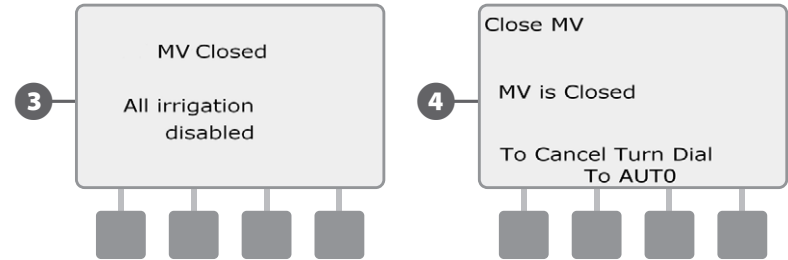 3
MV Closed
All irrigation
disabled
4
Close MV
MV is Closed
To Cancel Turn Dial
To AUT0